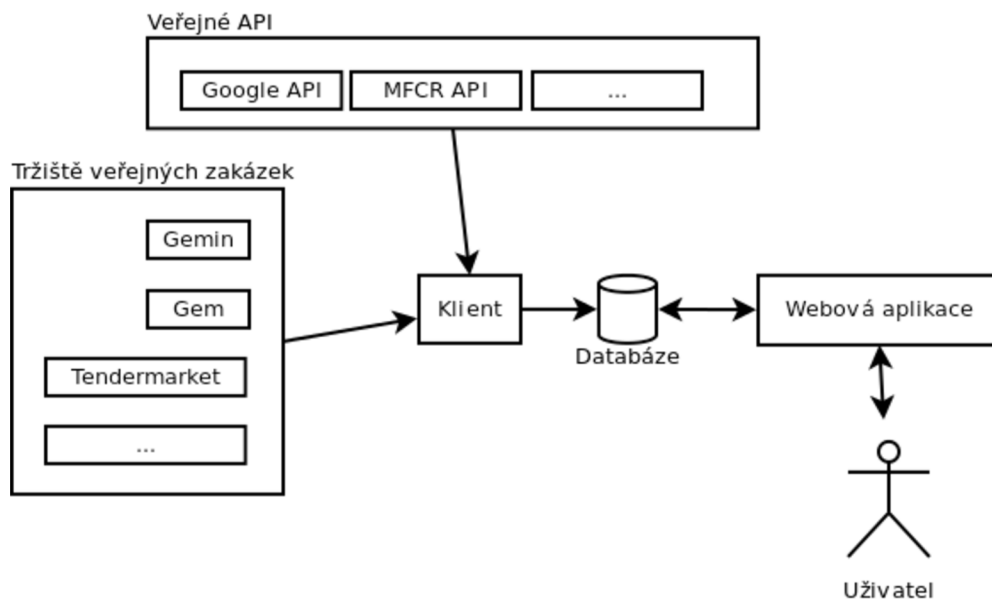 Veřejné API
Google API
MFCR API
...
Tržiště veřejných zakázek
Gemin
Gem
Tendermarket
...
Klient
Databáze
Webová aplikace
Uživatel